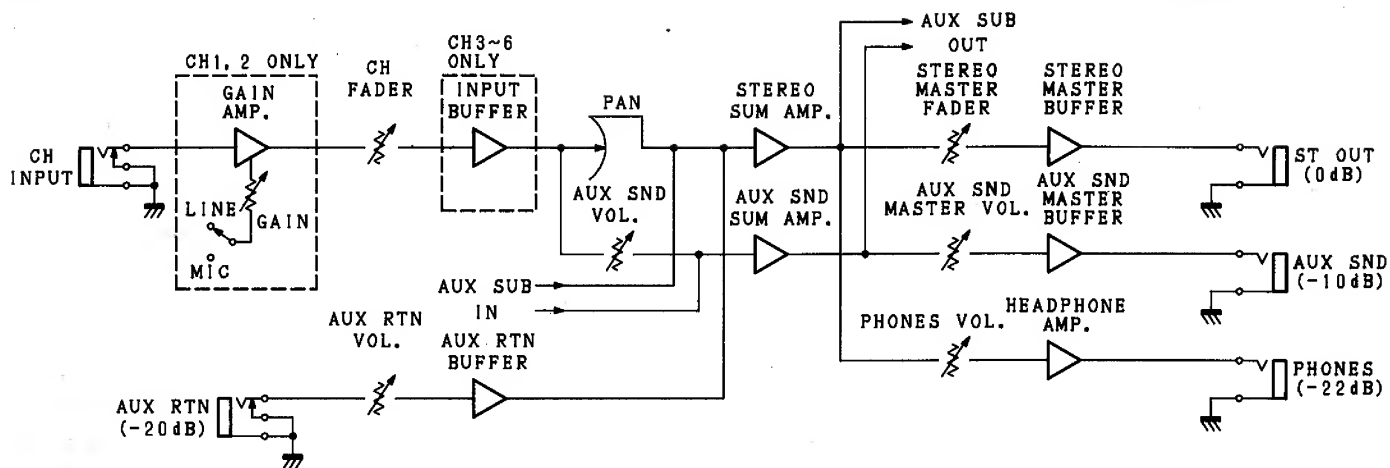 CH1, 2 ONLY
GAIN
AMP.
CH
FADER
CH3~6
ONLY
INPUT
BUFFER
PAN
STEREO
SUM AMP.
AUX SUB
OUT
STEREO
MASTER
FADER
STEREO
MASTER
BUFFER
CH
INPUT
LINE
GAIN
MIC
AUX SND
VOL.
AUX SND
SUM AMP.
AUX SND
MASTER VOL.
AUX SND
MASTER
BUFFER
ST OUT
(0dB)
AUX SND
(-10dB)
AUX SUB
IN
AUX RTN
VOL.
AUX RTN
BUFFER
PHONES VOL.
HEADPHONE
AMP.
PHONES
(-22dB)
AUX RTN
(-20dB)